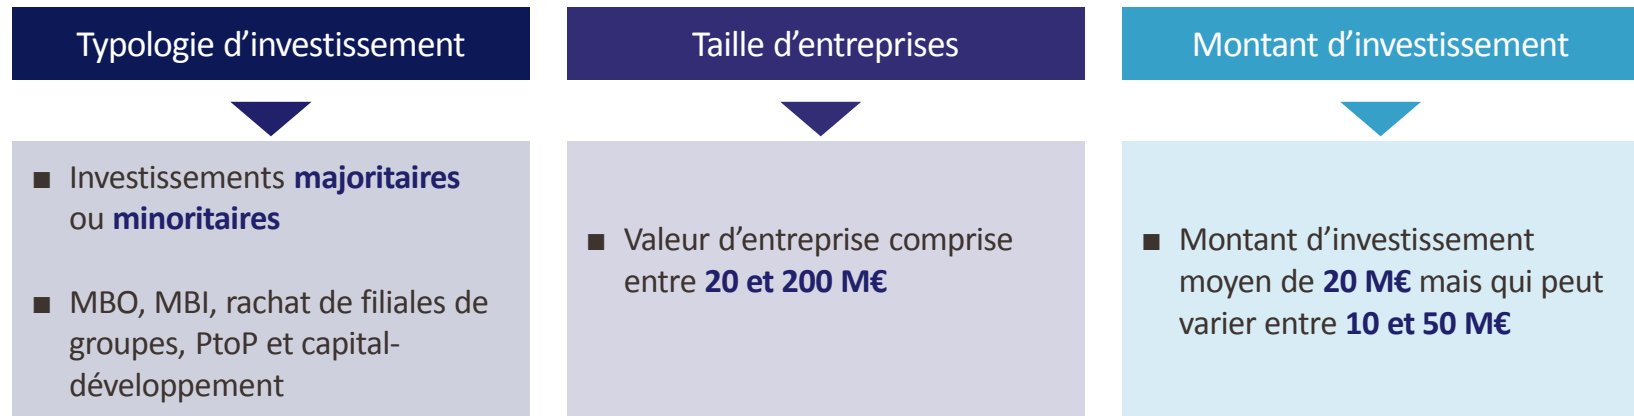 Typologie d’investissement
■ Investissements majoritaires
ou minoritaires
■ MBO, MBI, rachat de filiales de
groupes, PtoP et capital-
développement
Taille d’entreprises
■ Valeur d’entreprise comprise
entre 20 et 200 M€
Montant d’investissement
■ Montant d’investissement
moyen de 20 M€ mais qui peut
varier entre 10 et 50 M€